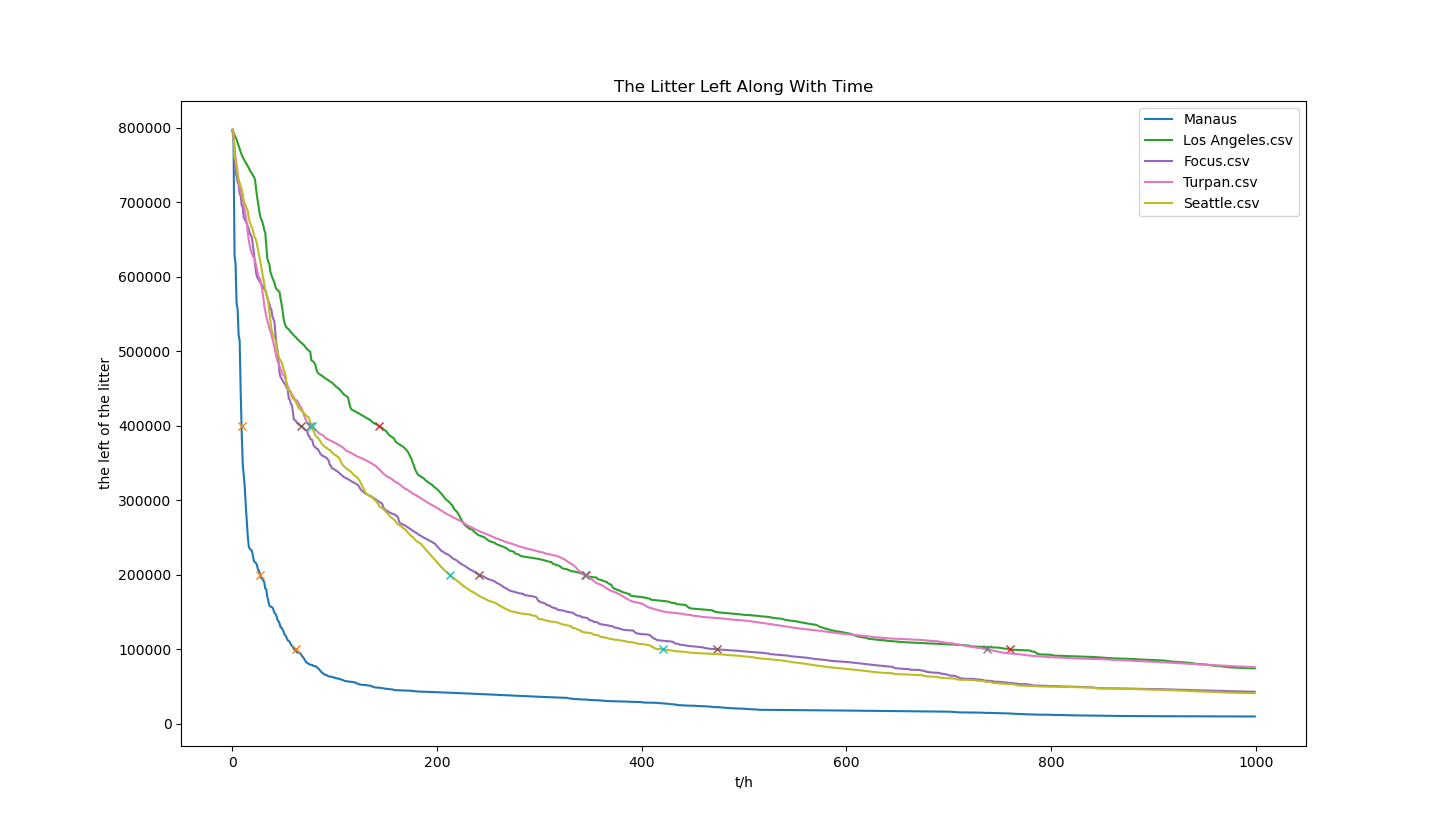 The Litter Left Along With Time
Manaus
Los Angeles.csv
Focus.csv
Turpan.csv
Seattle.csv
the left of the litter
800000
700000
600000
500000
400000
300000
200000
100000
0
0 200 400 600 800 1000
t/h